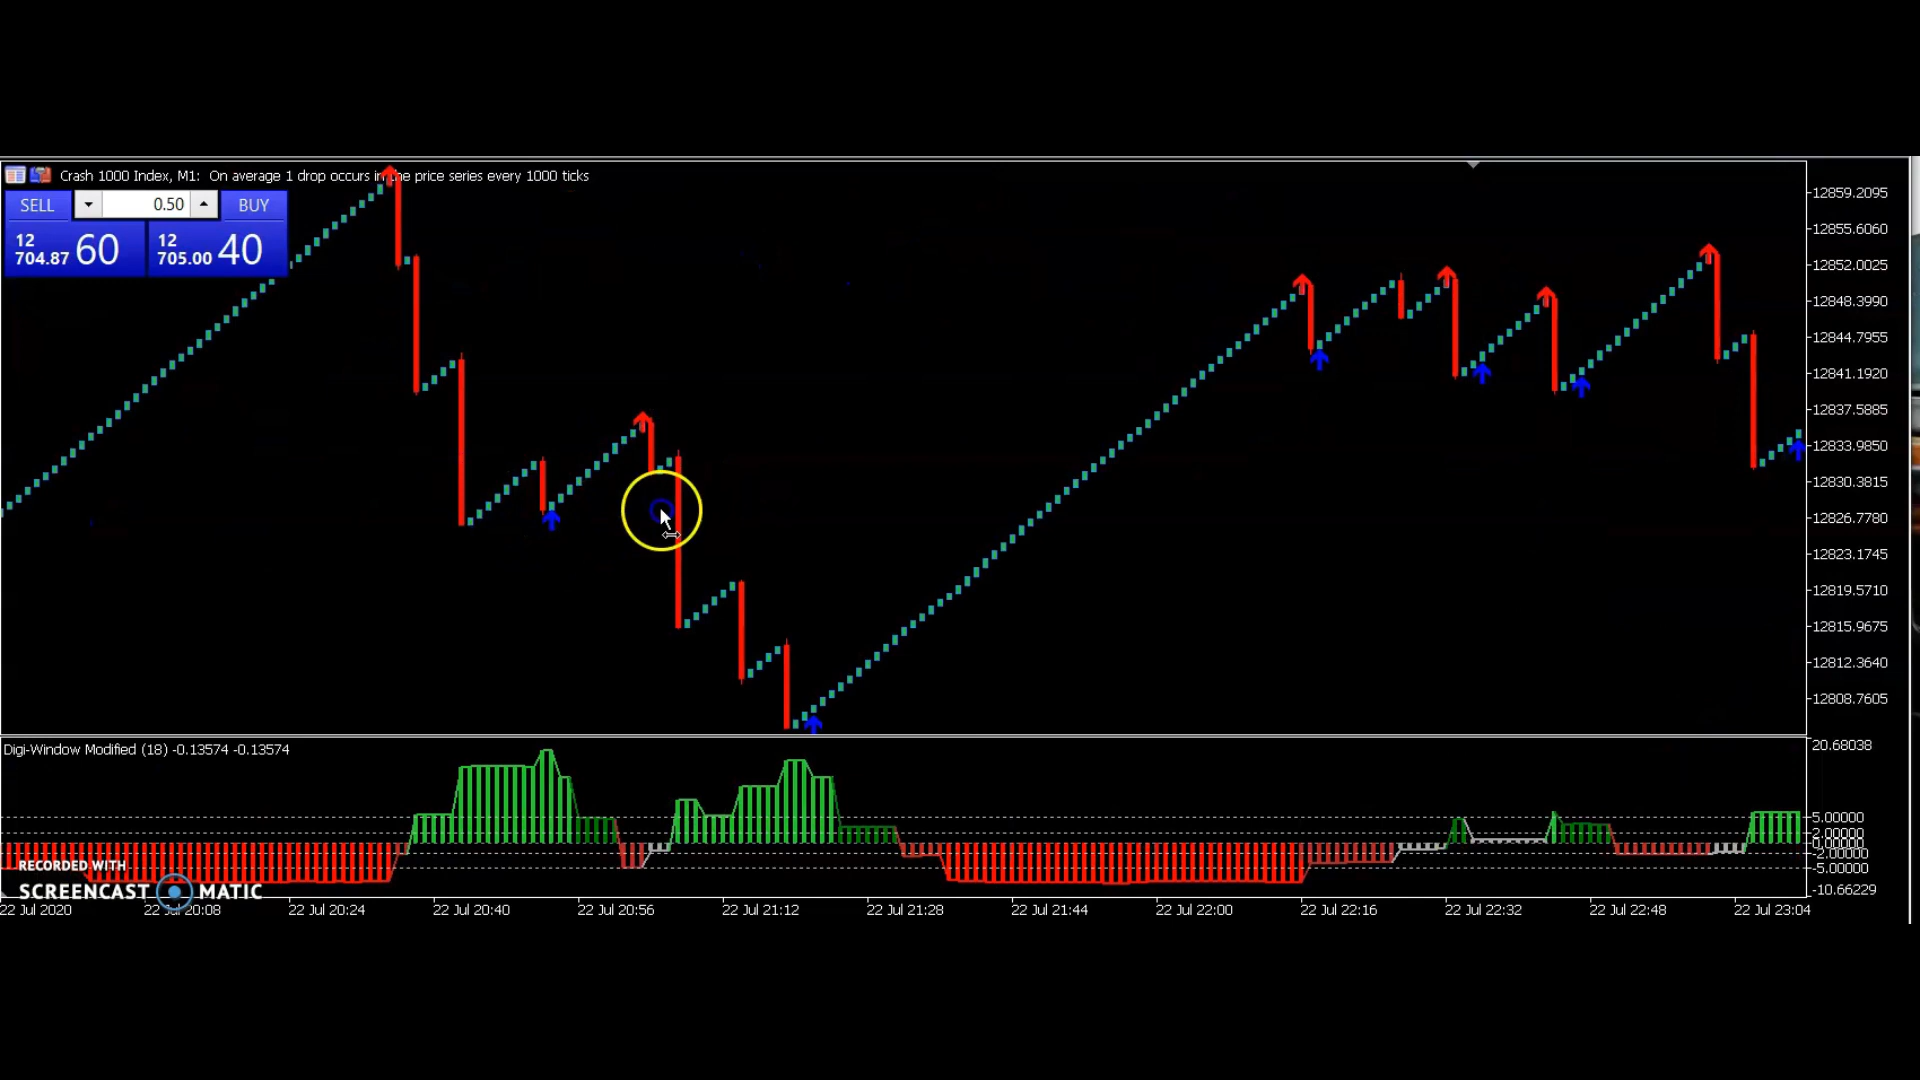 Crash 1000 Index, M1: On average 1 drop occurs in the price series every 1000 ticks
SELL 0.50 BUY
12 704.87 60
12 705.00 40
12859.2095
12855.6060
12852.0025
12848.3990
12844.7955
12841.1920
12837.5885
12833.9850
12830.3815
12826.7780
12823.1745
12819.5710
12815.9675
12812.3640
12808.7605
Digi-Window Modified (18) -0.13574 -0.13574
20.68038
5.00000
2.00000
0.00000
-2.00000
-5.00000
-10.66229
RECORDED WITH
SCREENCAST MATIC
22 Jul 2020 22 Jul 20:08 22 Jul 20:24 22 Jul 20:40 22 Jul 20:56 22 Jul 21:12 22 Jul 21:28 22 Jul 21:44 22 Jul 22:00 22 Jul 22:16 22 Jul 22:32 22 Jul 22:48 22 Jul 23:04